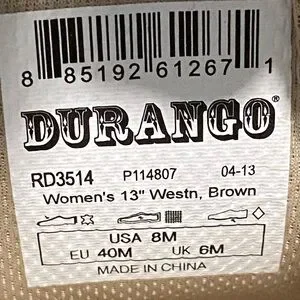 8 85192 61267 1
DURANGO®
RD3514 P114807 04-13
Women's 13" Westn, Brown
USA 8M
EU 40M UK 6M
MADE IN CHINA